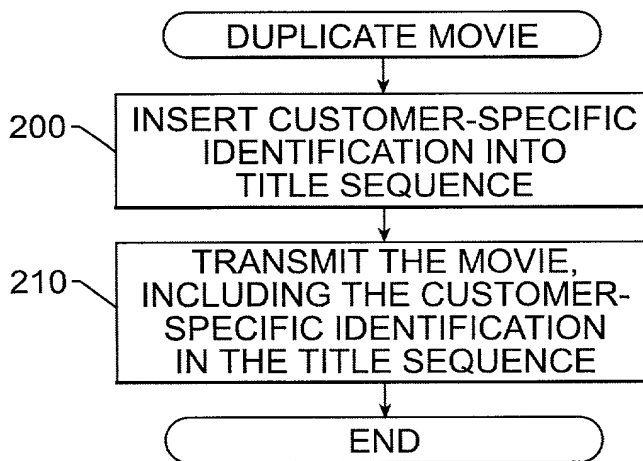 DUPLICATE MOVIE
200
INSERT CUSTOMER-SPECIFIC
IDENTIFICATION INTO
TITLE SEQUENCE
210
TRANSMIT THE MOVIE,
INCLUDING THE CUSTOMER-
SPECIFIC IDENTIFICATION
IN THE TITLE SEQUENCE
END